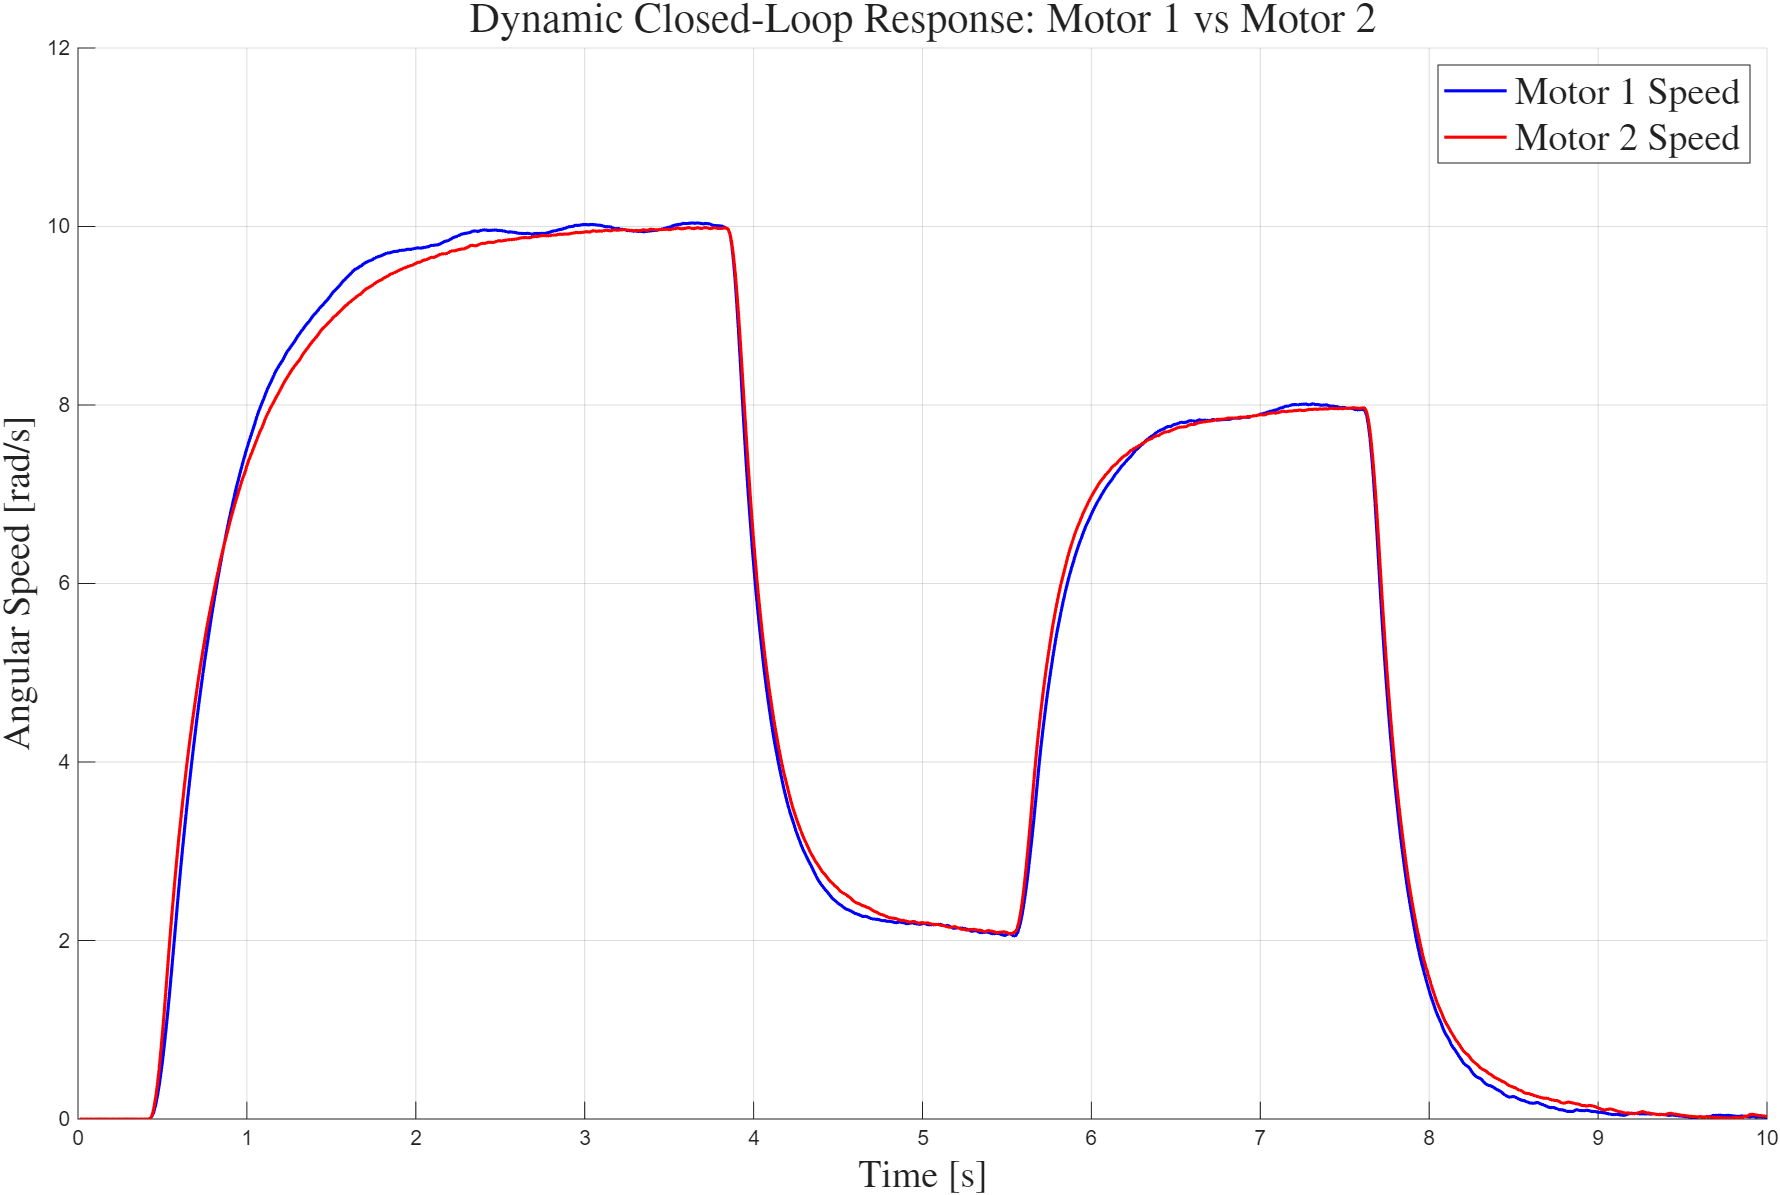 Dynamic Closed-Loop Response: Motor 1 vs Motor 2
Motor 1 Speed
Motor 2 Speed
Angular Speed [rad/s]
12
10
8
6
4
2
0
0 1 2 3 4 5 6 7 8 9 10
Time [s]